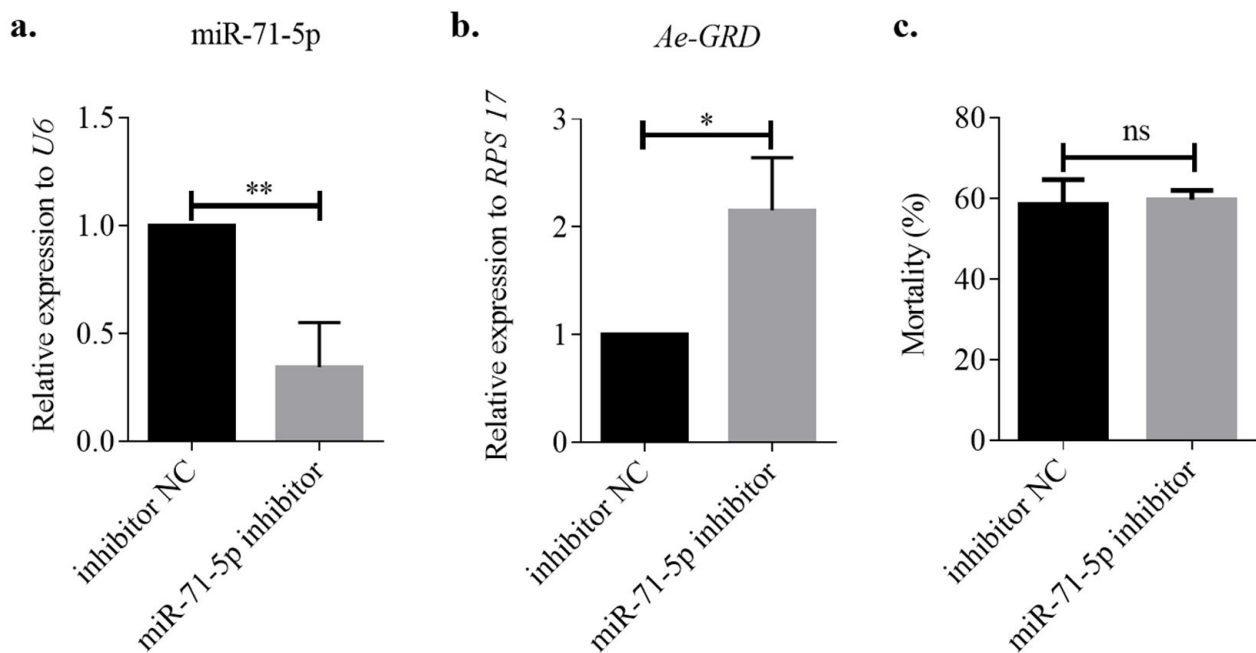 a.
miR-71-5p
Relative expression to U6
1.5
1.0
0.5
0.0
**
inhibitor NC
miR-71-5p inhibitor
b.
Ae-GRD
Relative expression to RPS 17
3
2
1
0
*
inhibitor NC
miR-71-5p inhibitor
c.
Mortality (%)
80
60
40
20
0
ns
inhibitor NC
miR-71-5p inhibitor